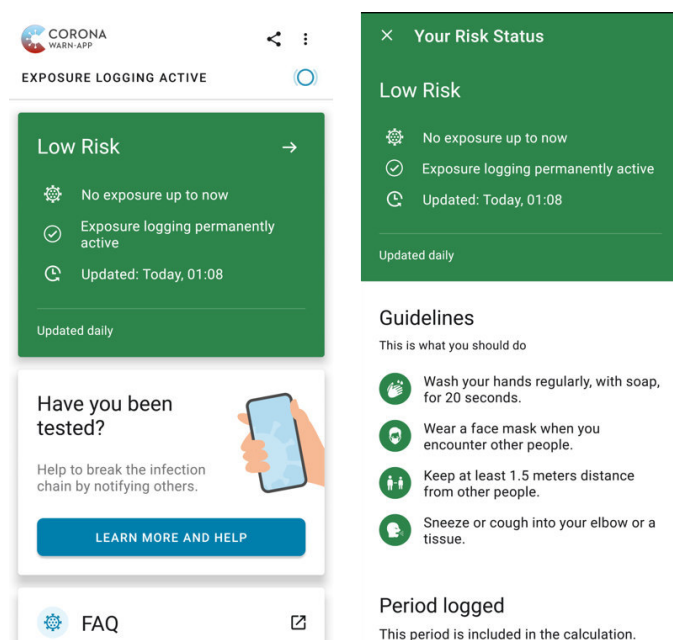 CORONA
WARN-APP
EXPOSURE LOGGING ACTIVE
Low Risk
No exposure up to now
Exposure logging permanently
active
Updated: Today, 01:08
Updated daily
Have you been
tested?
Help to break the infection
chain by notifying others.
LEARN MORE AND HELP
FAQ
Your Risk Status
Low Risk
No exposure up to now
Exposure logging permanently active
Updated: Today, 01:08
Updated daily
Guidelines
This is what you should do
Wash your hands regularly, with soap,
for 20 seconds.
Wear a face mask when you
encounter other people.
Keep at least 1.5 meters distance
from other people.
Sneeze or cough into your elbow or a
tissue.
Period logged
This period is included in the calculation.